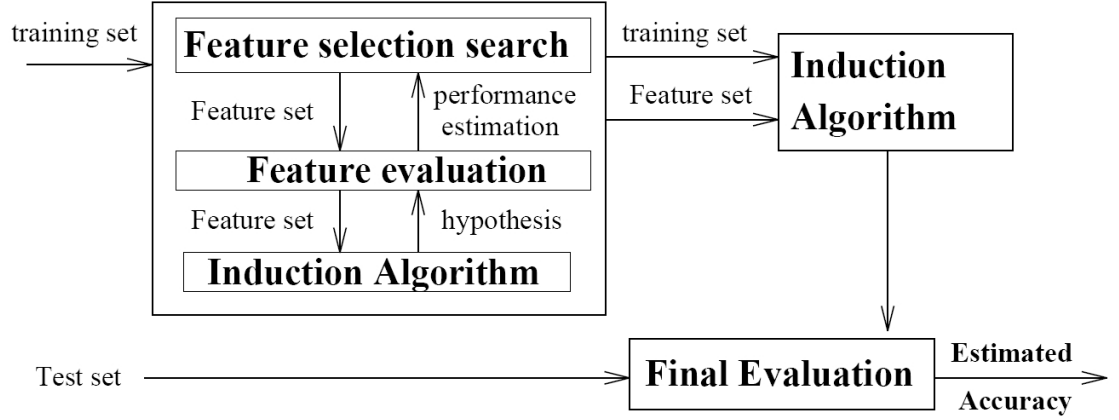 training set
Feature selection search
training set
Feature set
performance
estimation
Feature set
Induction
Algorithm
Feature evaluation
Feature set
hypothesis
Induction Algorithm
Test set
Final Evaluation
Estimated
Accuracy